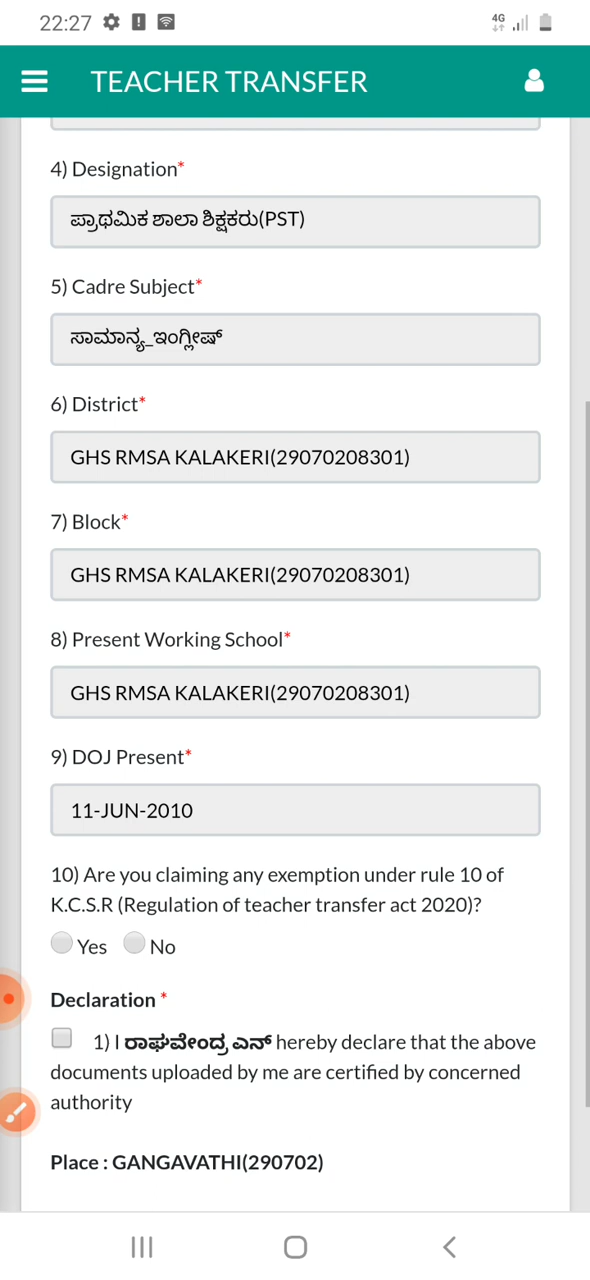 22:27
4G
TEACHER TRANSFER
4) Designation*
ಪ್ರಾಥಮಿಕ ಶಾಲಾ ಶಿಕ್ಷಕರು(PST)
5) Cadre Subject*
ಸಾಮಾನ್ಯ_ಇಂಗ್ಲೀಷ್
6) District*
GHS RMSA KALAKERI(29070208301)
7) Block*
GHS RMSA KALAKERI(29070208301)
8) Present Working School*
GHS RMSA KALAKERI(29070208301)
9) DOJ Present*
11-JUN-2010
10) Are you claiming any exemption under rule 10 of
K.C.S.R (Regulation of teacher transfer act 2020)?
Yes No
Declaration *
1) I ರಾಘವೇಂದ್ರ ಎನ್ hereby declare that the above
documents uploaded by me are certified by concerned
authority
Place : GANGAVATHI(290702)